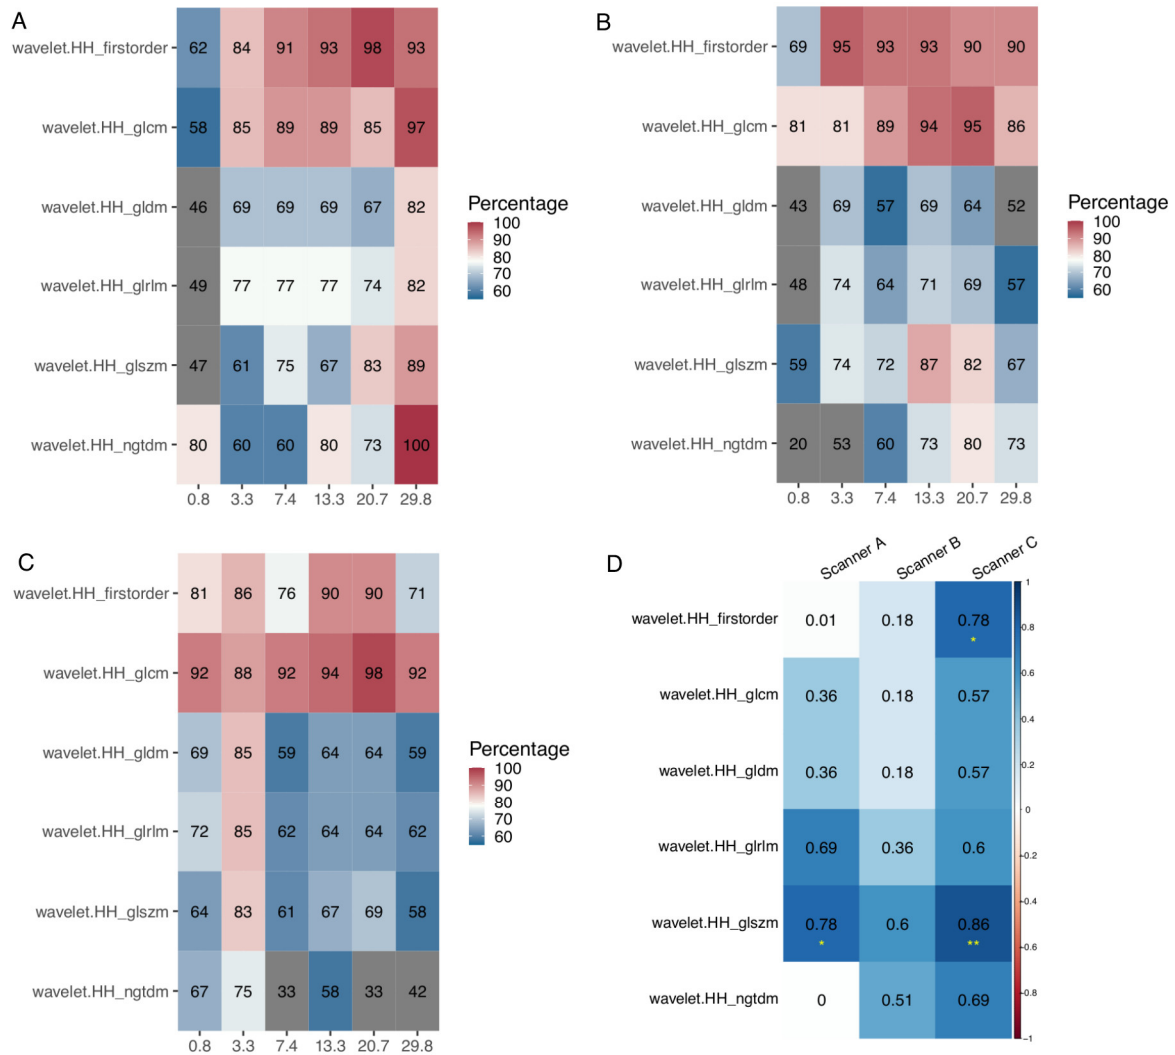 A
wavelet.HH_firstorder 62 84 91 93 98 93
wavelet.HH_glcm 58 85 89 89 85 97
wavelet.HH_gldm 46 69 69 69 67 82
wavelet.HH_glrlm 49 77 77 77 74 82
wavelet.HH_glszm 47 61 75 67 83 89
wavelet.HH_ngtdm 80 60 60 80 73 100
0.8 3.3 7.4 13.3 20.7 29.8
Percentage
100
90
80
70
60
B
wavelet.HH_firstorder 69 95 93 93 90 90
wavelet.HH_glcm 81 81 89 94 95 86
wavelet.HH_gldm 43 69 57 69 64 52
wavelet.HH_glrlm 48 74 64 71 69 57
wavelet.HH_glszm 59 74 72 87 82 67
wavelet.HH_ngtdm 20 53 60 73 80 73
0.8 3.3 7.4 13.3 20.7 29.8
Percentage
100
90
80
70
60
C
wavelet.HH_firstorder 81 86 76 90 90 71
wavelet.HH_glcm 92 88 92 94 98 92
wavelet.HH_gldm 69 85 59 64 64 59
wavelet.HH_glrlm 72 85 62 64 64 62
wavelet.HH_glszm 64 83 61 67 69 58
wavelet.HH_ngtdm 67 75 33 58 33 42
0.8 3.3 7.4 13.3 20.7 29.8
Percentage
100
90
80
70
60
D
Scanner A Scanner B Scanner C
wavelet.HH_firstorder 0.01 0.18 0.78
*
wavelet.HH_glcm 0.36 0.18 0.57
wavelet.HH_gldm 0.36 0.18 0.57
wavelet.HH_glrlm 0.69 0.36 0.6
wavelet.HH_glszm 0.78 0.6 0.86
* **
wavelet.HH_ngtdm 0 0.51 0.69
1
0.8
0.6
0.4
0.2
0
-0.2
-0.4
-0.6
-0.8
-1